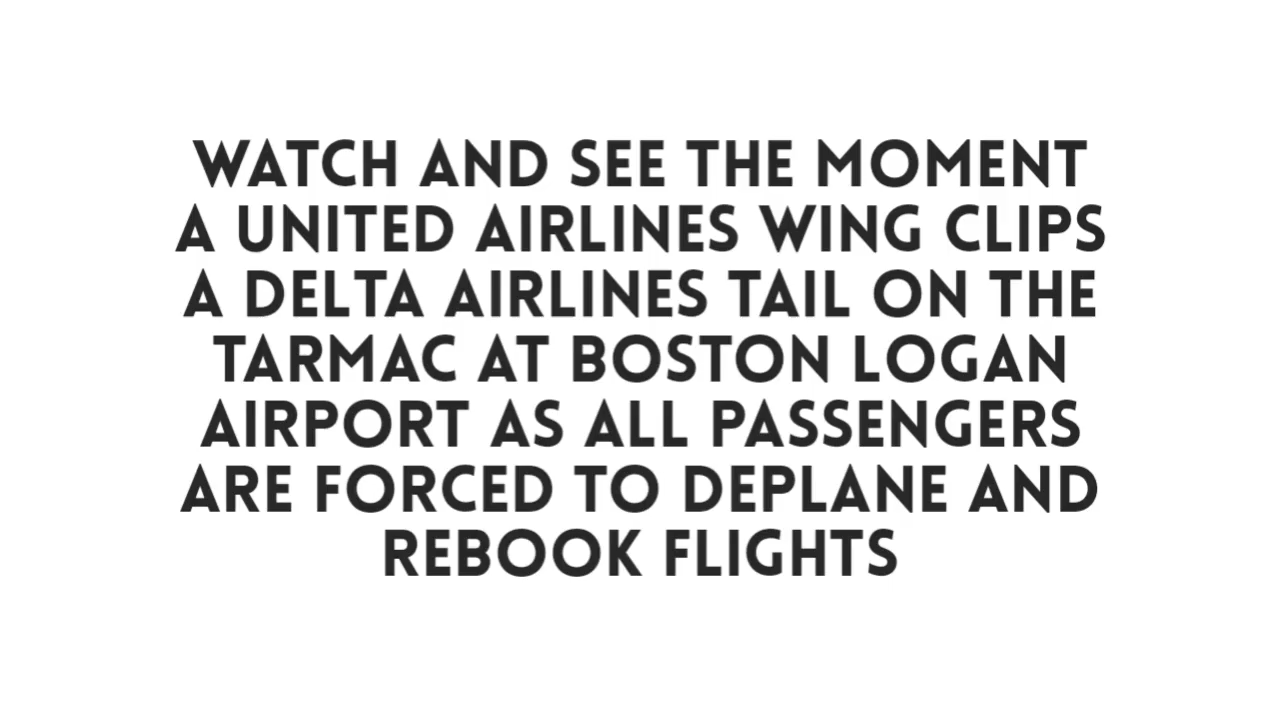 WATCH AND SEE THE MOMENT
A UNITED AIRLINES WING CLIPS
A DELTA AIRLINES TAIL ON THE
TARMAC AT BOSTON LOGAN
AIRPORT AS ALL PASSENGERS
ARE FORCED TO DEPLANE AND
REBOOK FLIGHTS